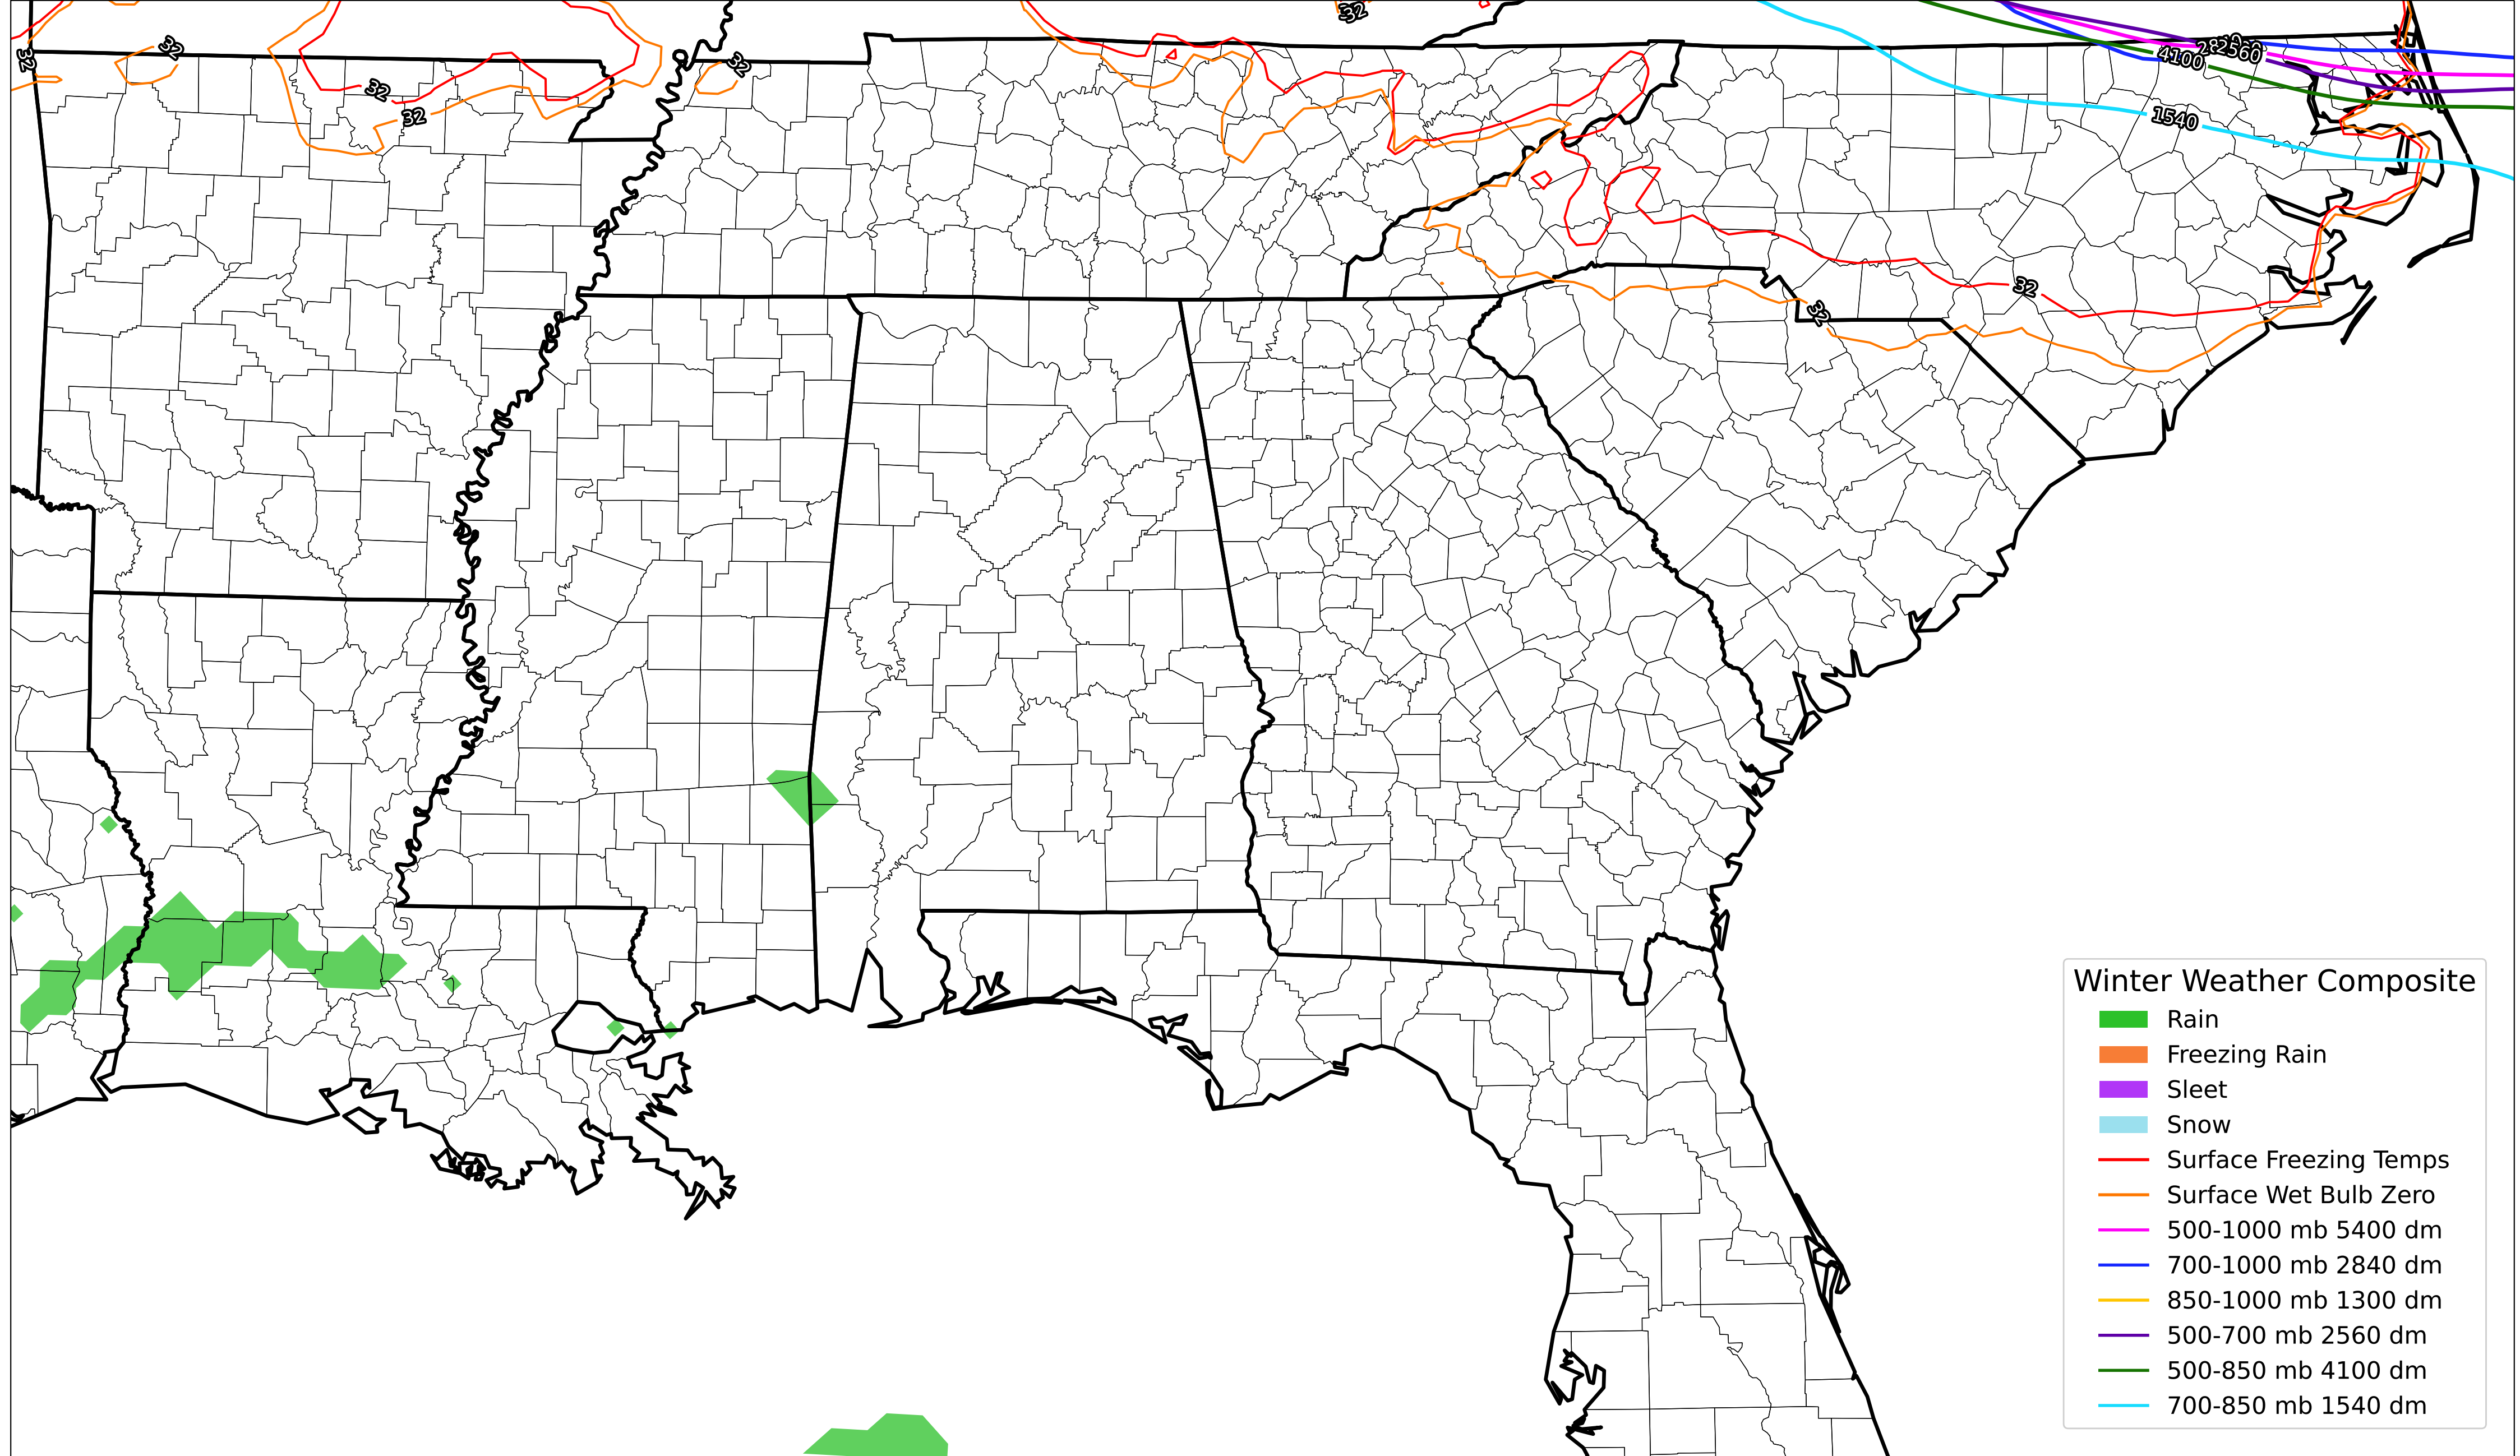 32
32
32
32
32
32
4100
2560
1540
32
32
Winter Weather Composite
Rain
Freezing Rain
Sleet
Snow
Surface Freezing Temps
Surface Wet Bulb Zero
500-1000 mb 5400 dm
700-1000 mb 2840 dm
850-1000 mb 1300 dm
500-700 mb 2560 dm
500-850 mb 4100 dm
700-850 mb 1540 dm